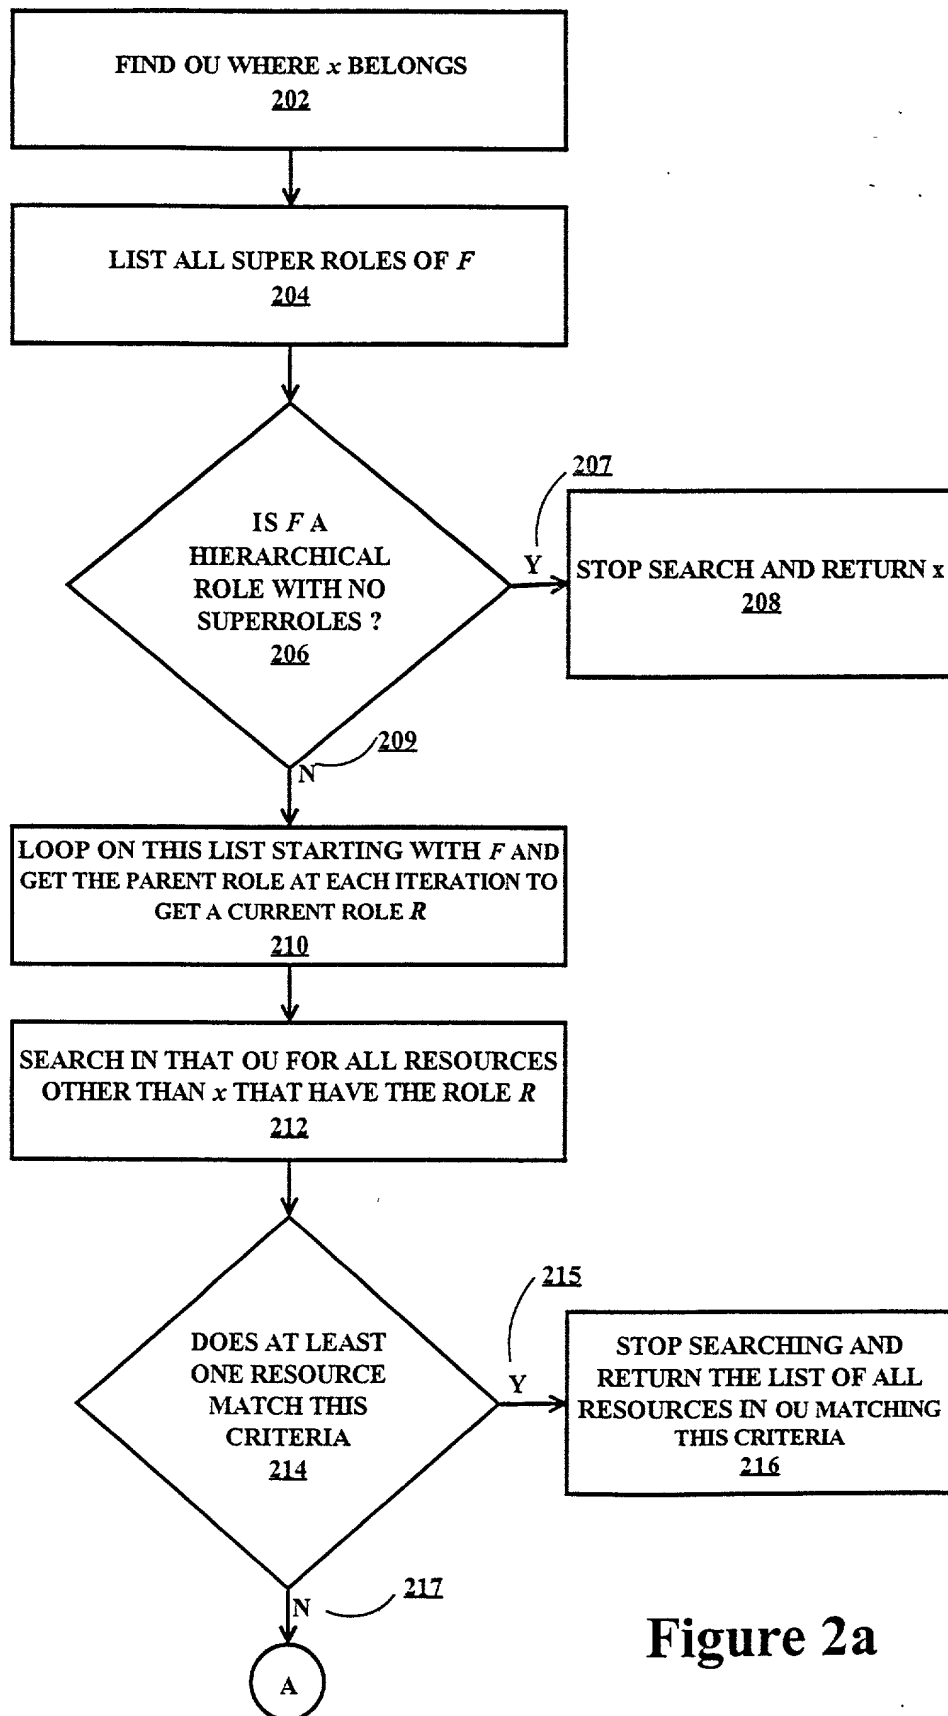 FIND OU WHERE x BELONGS
202
LIST ALL SUPER ROLES OF F
204
IS F A
HIERARCHICAL
ROLE WITH NO
SUPERROLES ?
206
207
Y
STOP SEARCH AND RETURN x
208
209
N
LOOP ON THIS LIST STARTING WITH F AND
GET THE PARENT ROLE AT EACH ITERATION TO
GET A CURRENT ROLE R
210
SEARCH IN THAT OU FOR ALL RESOURCES
OTHER THAN x THAT HAVE THE ROLE R
212
DOES AT LEAST
ONE RESOURCE
MATCH THIS
CRITERIA
214
215
Y
STOP SEARCHING AND
RETURN THE LIST OF ALL
RESOURCES IN OU MATCHING
THIS CRITERIA
216
217
N
A
Figure 2a